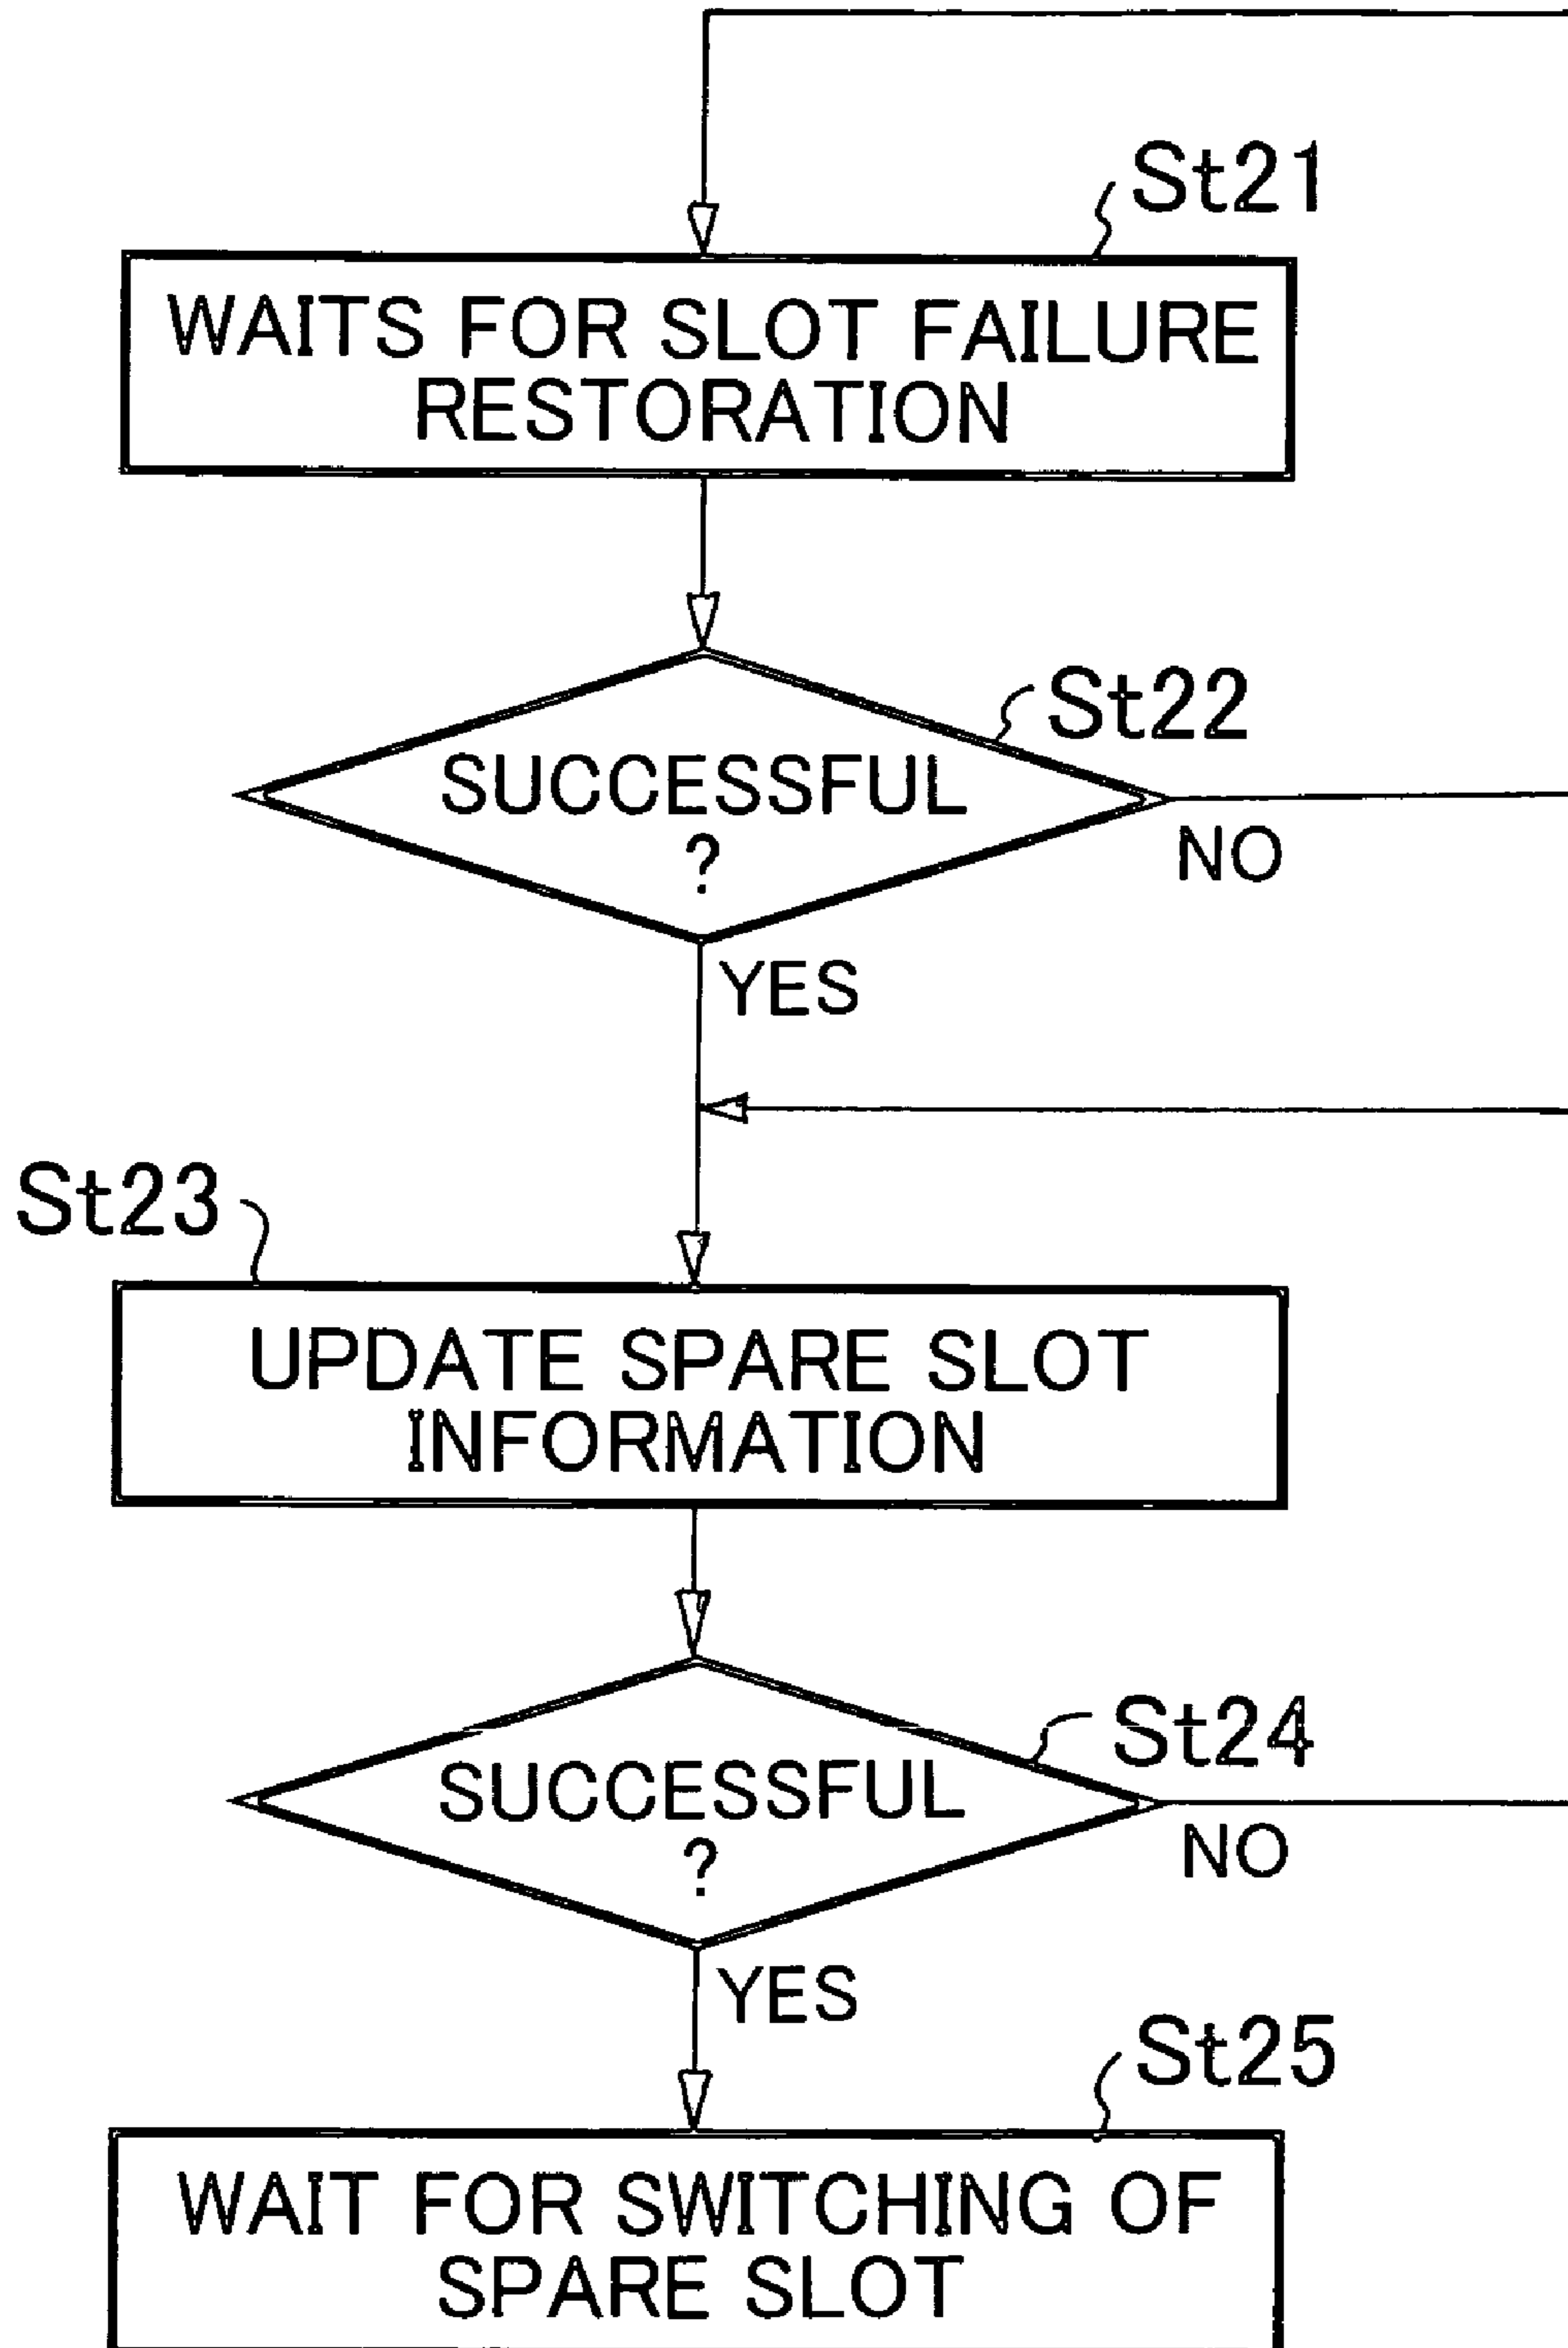 St21
WAITS FOR SLOT FAILURE
RESTORATION
St22
SUCCESSFUL
?
NO
YES
St23
UPDATE SPARE SLOT
INFORMATION
St24
SUCCESSFUL
?
NO
YES
St25
WAIT FOR SWITCHING OF
SPARE SLOT